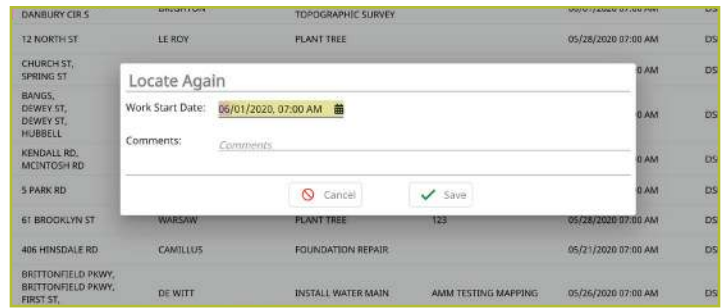 DANBURY CIR S
TOPOGRAPHIC SURVEY
12 NORTH ST LE ROY PLANT TREE 05/28/2020 07:00 AM DS
CHURCH ST,
SPRING ST
0 AM DS
BANGS,
DEWEY ST,
DEWEY ST,
HUBBELL
0 AM DS
KENDALL RD,
MCINTOSH RD
0 AM DS
5 PARK RD 0 AM DS
Locate Again
Work Start Date: 06/01/2020, 07:00 AM
Comments: Comments
Cancel Save
61 BROOKLYN ST WARSAW PLANT TREE 123 05/28/2020 07:00 AM DS
406 HINSDALE RD CAMILLUS FOUNDATION REPAIR 05/21/2020 07:00 AM DS
BRITTONFIELD PKWY,
BRITTONFIELD PKWY,
FIRST ST,
DE WITT INSTALL WATER MAIN AMM TESTING MAPPING 05/26/2020 07:00 AM DS